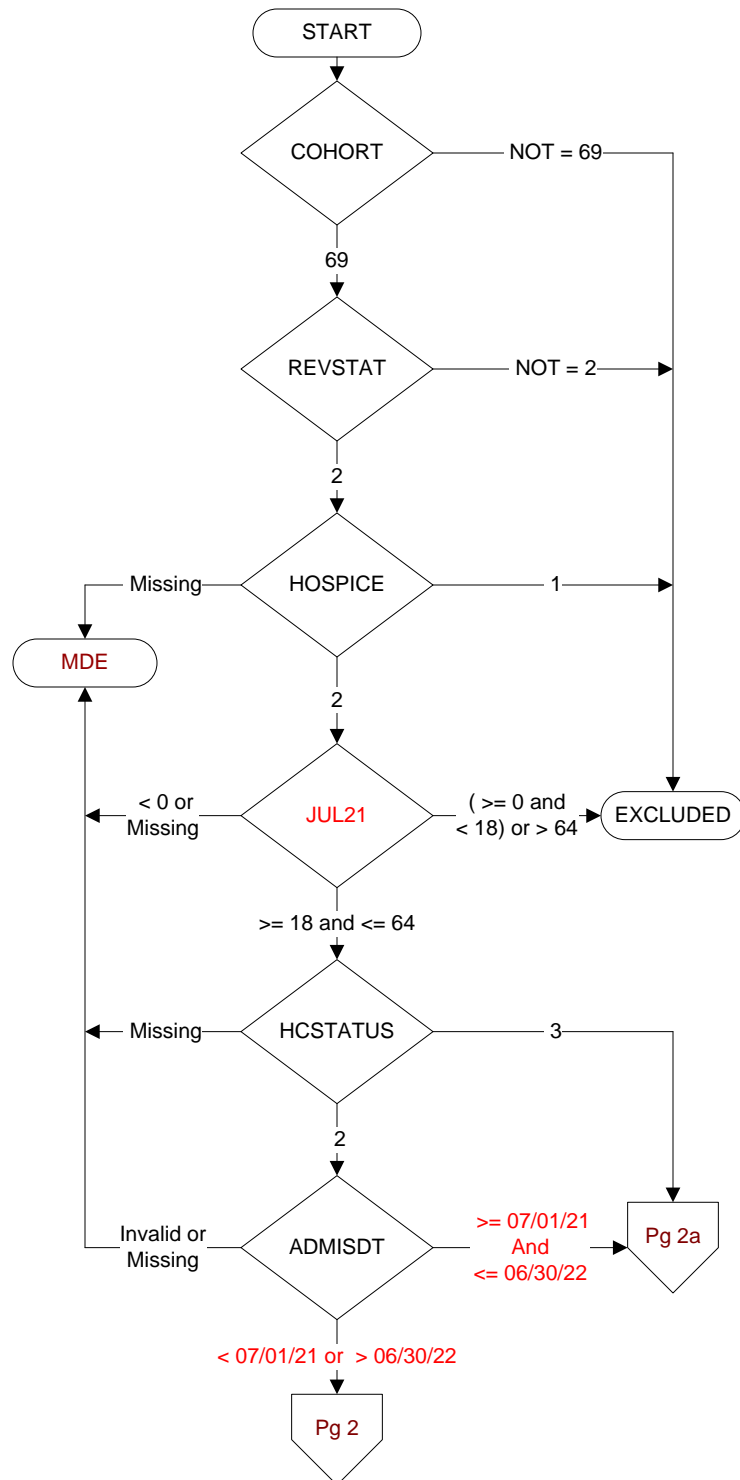 START
COHORT
NOT = 69
69
REVSTAT
NOT = 2
2
Missing
HOSPICE
1
MDE
2
< 0 or
Missing
JUL21
( >= 0 and
< 18) or > 64
EXCLUDED
>= 18 and <= 64
Missing
HCSTATUS
3
2
Invalid or
Missing
ADMISDT
>= 07/01/21
And
<= 06/30/22
Pg 2a
< 07/01/21 or  > 06/30/22
Pg 2